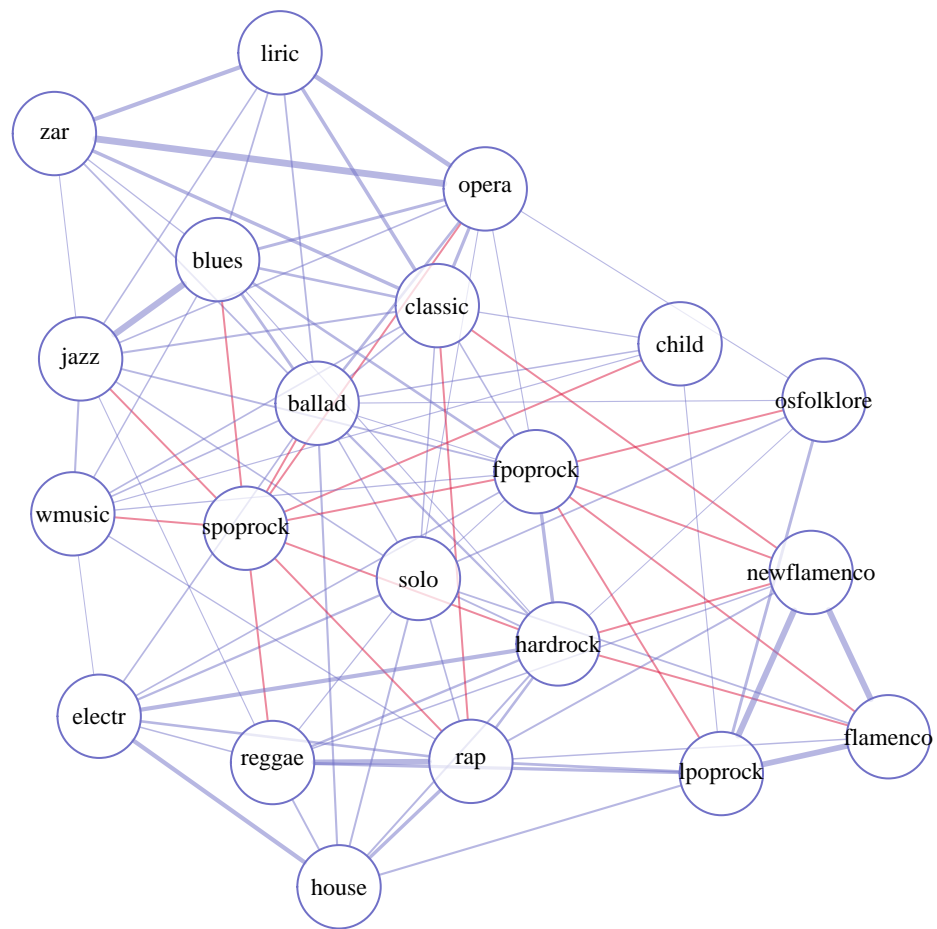 liric
zar
opera
blues
classic
child
jazz
ballad
osfolklore
fpoprock
wmusic
spoprock
solo
newflamenco
hardrock
electr
reggae
rap
lpoprock
flamenco
house